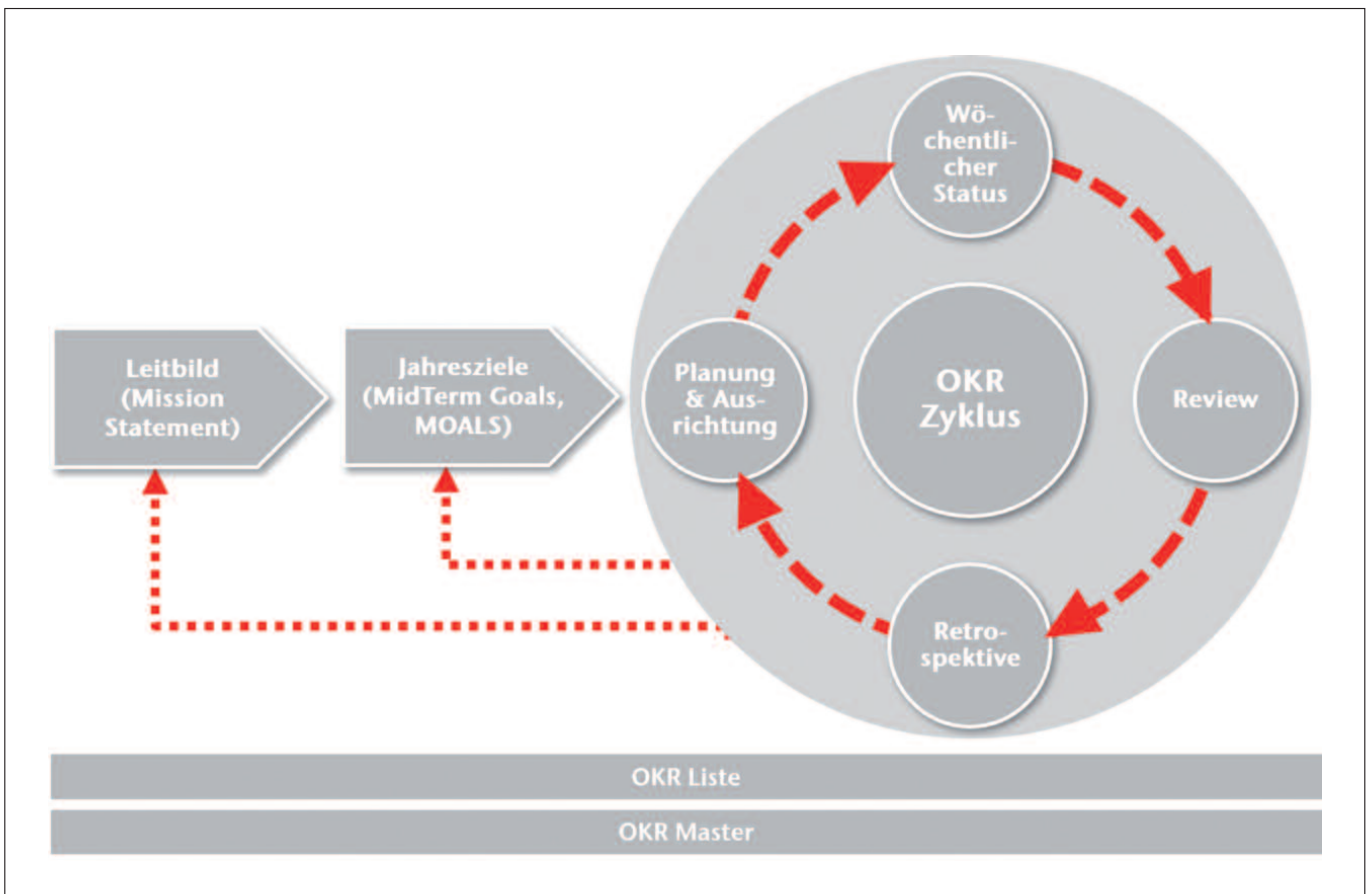 Leitbild
(Mission
Statement)
Jahresziele
(MidTerm Goals,
MOALS)
Planung
& Aus-
richtung
Wö-
chentli-
cher
Status
OKR
Zyklus
Review
Retro-
spektive
OKR Liste
OKR Master